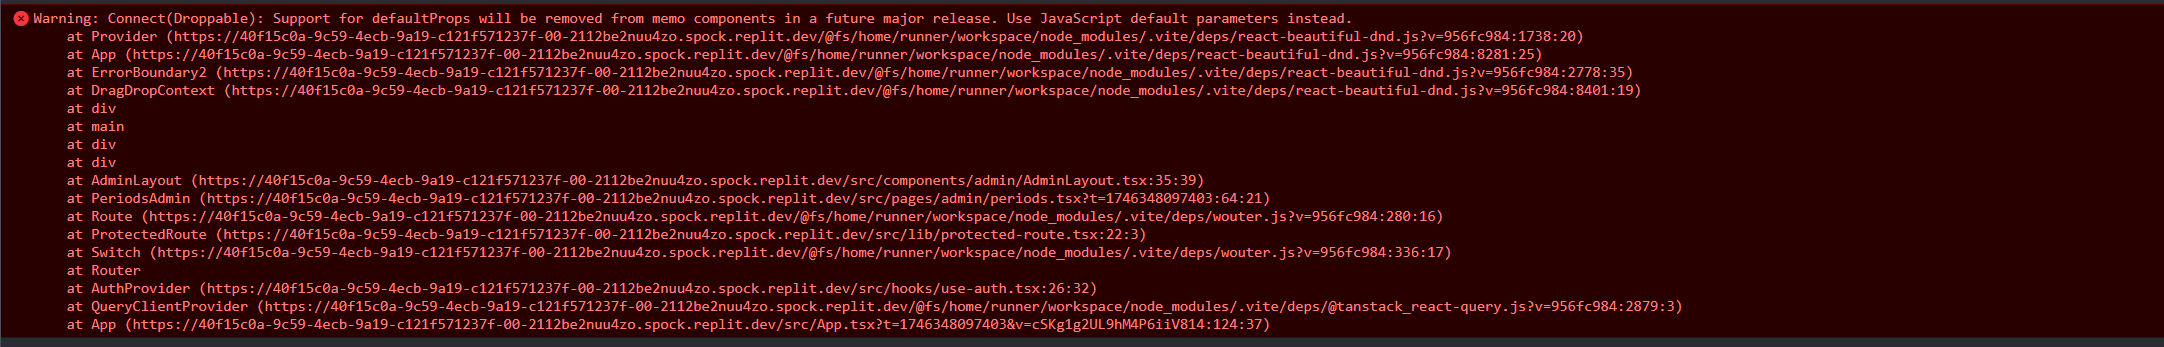 Warning: Connect(Droppable): Support for defaultProps will be removed from memo components in a future major release. Use JavaScript default parameters instead.
at Provider (https://40f15c0a-9c59-4ecb-9a19-c121f571237f-00-2112be2nuu4zo.spock.replit.dev/@fs/home/runner/workspace/node_modules/.vite/deps/react-beautiful-dnd.js?v=956fc984:1738:20)
at App (https://40f15c0a-9c59-4ecb-9a19-c121f571237f-00-2112be2nuu4zo.spock.replit.dev/@fs/home/runner/workspace/node_modules/.vite/deps/react-beautiful-dnd.js?v=956fc984:8281:25)
at ErrorBoundary2 (https://40f15c0a-9c59-4ecb-9a19-c121f571237f-00-2112be2nuu4zo.spock.replit.dev/@fs/home/runner/workspace/node_modules/.vite/deps/react-beautiful-dnd.js?v=956fc984:2778:35)
at DragDropContext (https://40f15c0a-9c59-4ecb-9a19-c121f571237f-00-2112be2nuu4zo.spock.replit.dev/@fs/home/runner/workspace/node_modules/.vite/deps/react-beautiful-dnd.js?v=956fc984:8401:19)
at div
at main
at div
at div
at AdminLayout (https://40f15c0a-9c59-4ecb-9a19-c121f571237f-00-2112be2nuu4zo.spock.replit.dev/src/components/admin/AdminLayout.tsx:35:39)
at PeriodsAdmin (https://40f15c0a-9c59-4ecb-9a19-c121f571237f-00-2112be2nuu4zo.spock.replit.dev/src/pages/admin/periods.tsx?t=1746348097403:64:21)
at Route (https://40f15c0a-9c59-4ecb-9a19-c121f571237f-00-2112be2nuu4zo.spock.replit.dev/@fs/home/runner/workspace/node_modules/.vite/deps/wouter.js?v=956fc984:280:16)
at ProtectedRoute (https://40f15c0a-9c59-4ecb-9a19-c121f571237f-00-2112be2nuu4zo.spock.replit.dev/src/lib/protected-route.tsx:22:3)
at Switch (https://40f15c0a-9c59-4ecb-9a19-c121f571237f-00-2112be2nuu4zo.spock.replit.dev/@fs/home/runner/workspace/node_modules/.vite/deps/wouter.js?v=956fc984:336:17)
at Router
at AuthProvider (https://40f15c0a-9c59-4ecb-9a19-c121f571237f-00-2112be2nuu4zo.spock.replit.dev/src/hooks/use-auth.tsx:26:32)
at QueryClientProvider (https://40f15c0a-9c59-4ecb-9a19-c121f571237f-00-2112be2nuu4zo.spock.replit.dev/@fs/home/runner/workspace/node_modules/.vite/deps/@tanstack_react-query.js?v=956fc984:2879:3)
at App (https://40f15c0a-9c59-4ecb-9a19-c121f571237f-00-2112be2nuu4zo.spock.replit.dev/src/App.tsx?t=1746348097403&v=cSKg1g2UL9hM4P6iiV814:124:37)